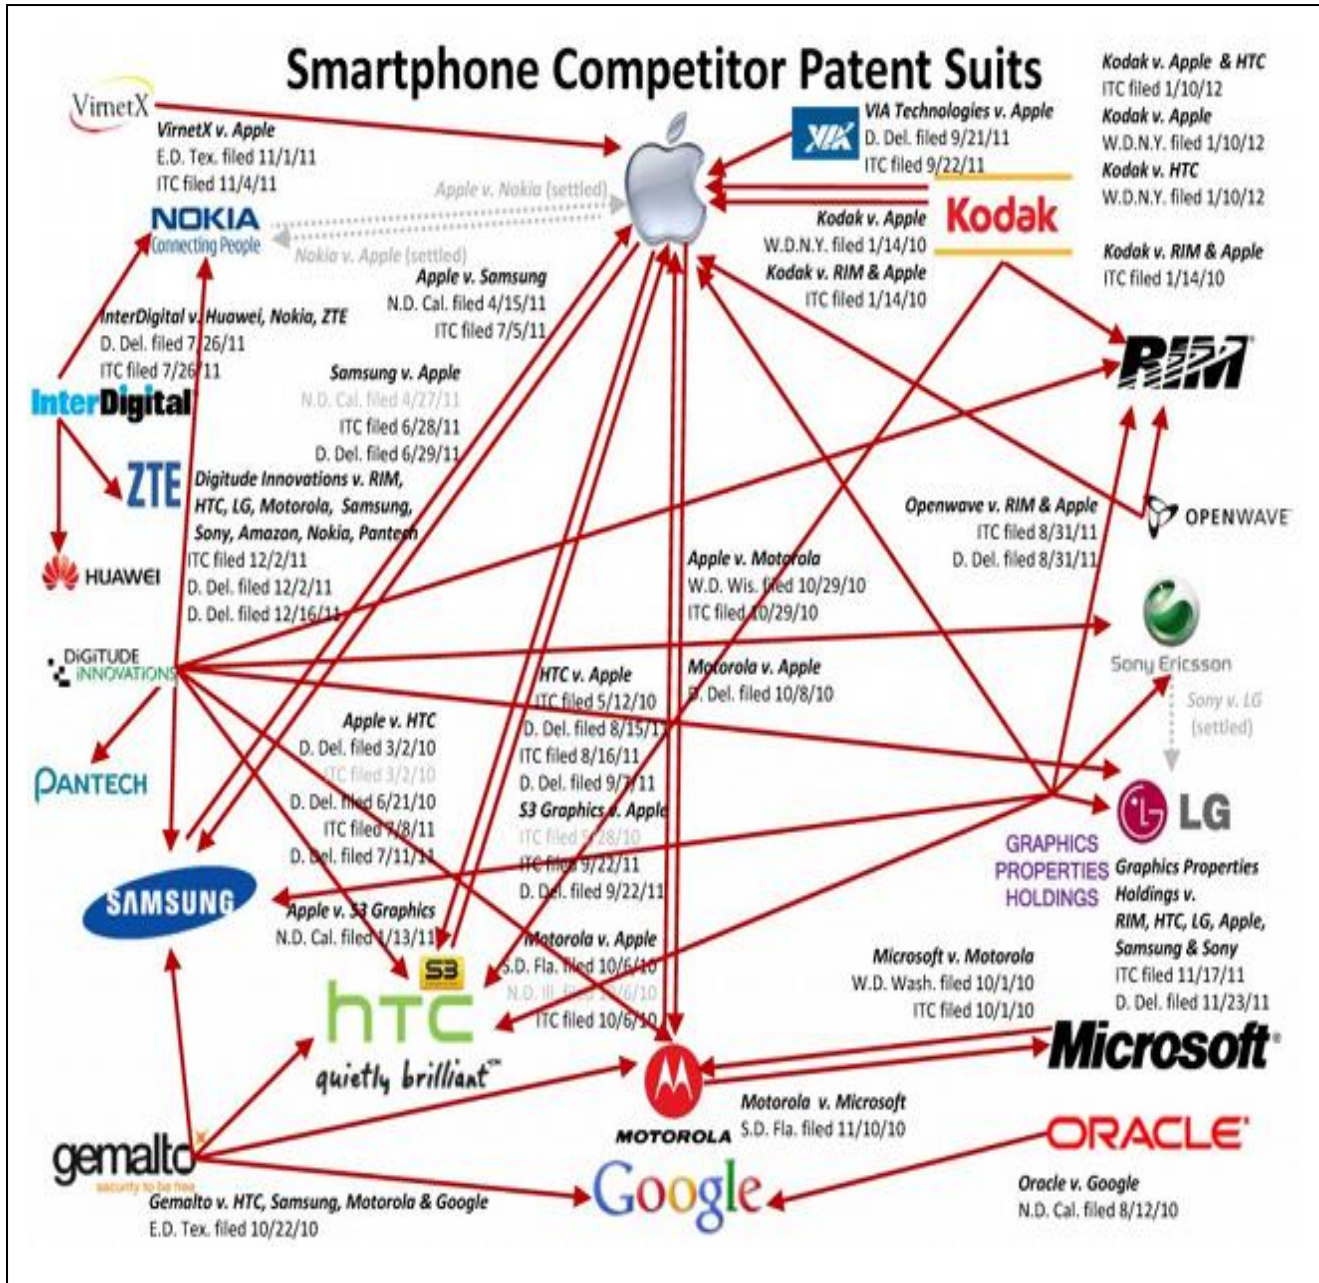 Smartphone Competitor Patent Suits
VirnetX
VirnetX v. Apple
E.D. Tex. filed 11/1/11
ITC filed 11/4/11
VIA
VIA Technologies v. Apple
D. Del. filed 9/21/11
ITC filed 9/22/11
Kodak v. Apple & HTC
ITC filed 1/10/12
Kodak v. Apple
W.D.N.Y. filed 1/10/12
Kodak v. HTC
W.D.N.Y. filed 1/10/12
Kodak v. RIM & Apple
ITC filed 1/14/10
Kodak
Kodak v. Apple
W.D.N.Y. filed 1/14/10
Kodak v. RIM & Apple
ITC filed 1/14/10
NOKIA
Connecting People
Apple v. Nokia (settled)
Nokia v. Apple (settled)
Apple v. Samsung
N.D. Cal. filed 4/15/11
ITC filed 7/5/11
InterDigital v. Huawei, Nokia, ZTE
D. Del. filed 7/26/11
ITC filed 7/26/11
InterDigital
Samsung v. Apple
N.D. Cal. filed 4/27/11
ITC filed 6/28/11
D. Del. filed 6/29/11
RIM
ZTE
Digitude Innovations v. RIM,
HTC, LG, Motorola, Samsung,
Sony, Amazon, Nokia, Pantech
ITC filed 12/2/11
D. Del. filed 12/2/11
D. Del. filed 12/16/11
HUAWEI
Openwave v. RIM & Apple
ITC filed 8/31/11
D. Del. filed 8/31/11
OPENWAVE
Apple v. Motorola
W.D. Wis. filed 10/29/10
ITC filed 10/29/10
DiGiTUDE
iNNOVATIONS
Sony Ericsson
Sony v. LG
(settled)
HTC v. Apple
ITC filed 5/12/10
D. Del. filed 8/15/11
ITC filed 8/16/11
D. Del. filed 9/7/11
Motorola v. Apple
D. Del. filed 10/8/10
Apple v. HTC
D. Del. filed 3/2/10
ITC filed 3/2/10
D. Del. filed 6/21/10
ITC filed 7/8/11
D. Del. filed 7/11/11
PANTECH
S3 Graphics v. Apple
ITC filed 5/28/10
ITC filed 9/22/11
D. Del. filed 9/22/11
LG
GRAPHICS
PROPERTIES
HOLDINGS
Graphics Properties
Holdings v.
RIM, HTC, LG, Apple,
Samsung & Sony
ITC filed 11/17/11
D. Del. filed 11/23/11
SAMSUNG
Apple v. S3 Graphics
N.D. Cal. filed 1/13/11
S3
hTC
quietly brilliant
Motorola v. Apple
S.D. Fla. filed 10/6/10
N.D. Ill. filed 10/6/10
ITC filed 10/6/10
Microsoft v. Motorola
W.D. Wash. filed 10/1/10
ITC filed 10/1/10
Microsoft
MOTOROLA
Motorola v. Microsoft
S.D. Fla. filed 11/10/10
gemalto
security to be free
Gemalto v. HTC, Samsung, Motorola & Google
E.D. Tex. filed 10/22/10
Google
ORACLE
Oracle v. Google
N.D. Cal. filed 8/12/10